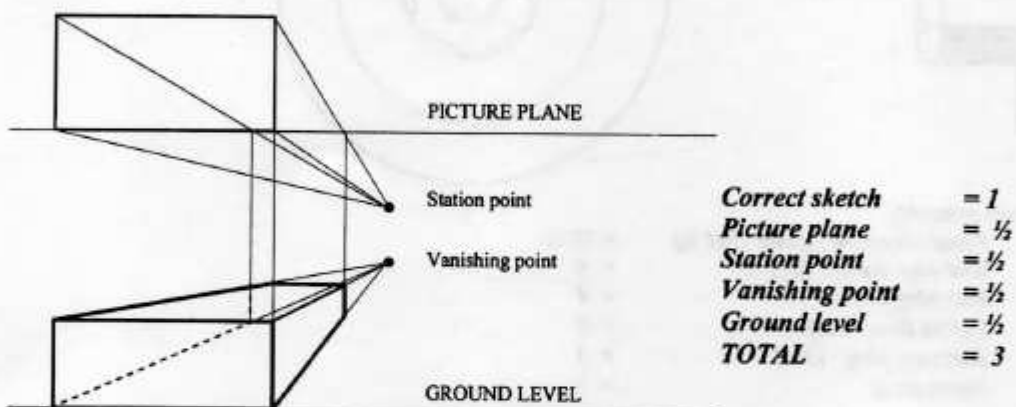 PICTURE PLANE
Station point
Vanishing point
GROUND LEVEL
Correct sketch = 1
Picture plane = ½
Station point = ½
Vanishing point = ½
Ground level = ½
TOTAL = 3